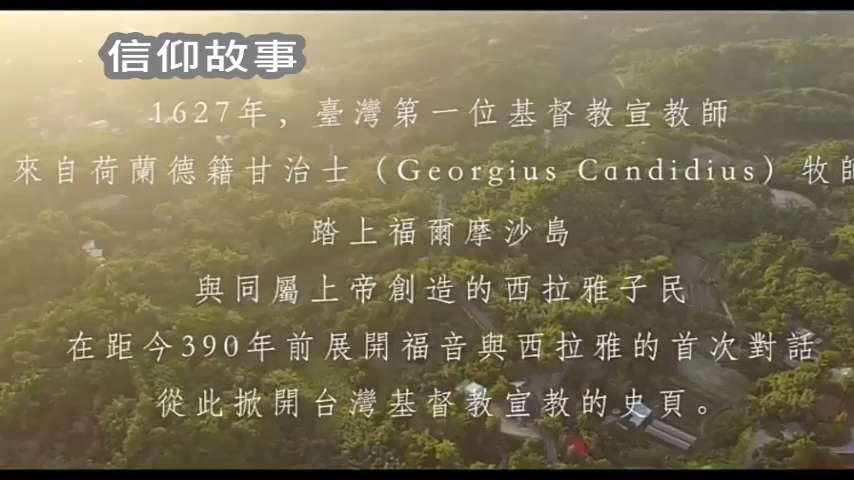 信仰故事
1627年，臺灣第一位基督教宣教師
來自荷蘭德籍甘治士（Georgius Candidius）牧師
踏上福爾摩沙島
與同屬上帝創造的西拉雅子民
在距今390年前展開福音與西拉雅的首次對話
從此掀開台灣基督教宣教的史頁。